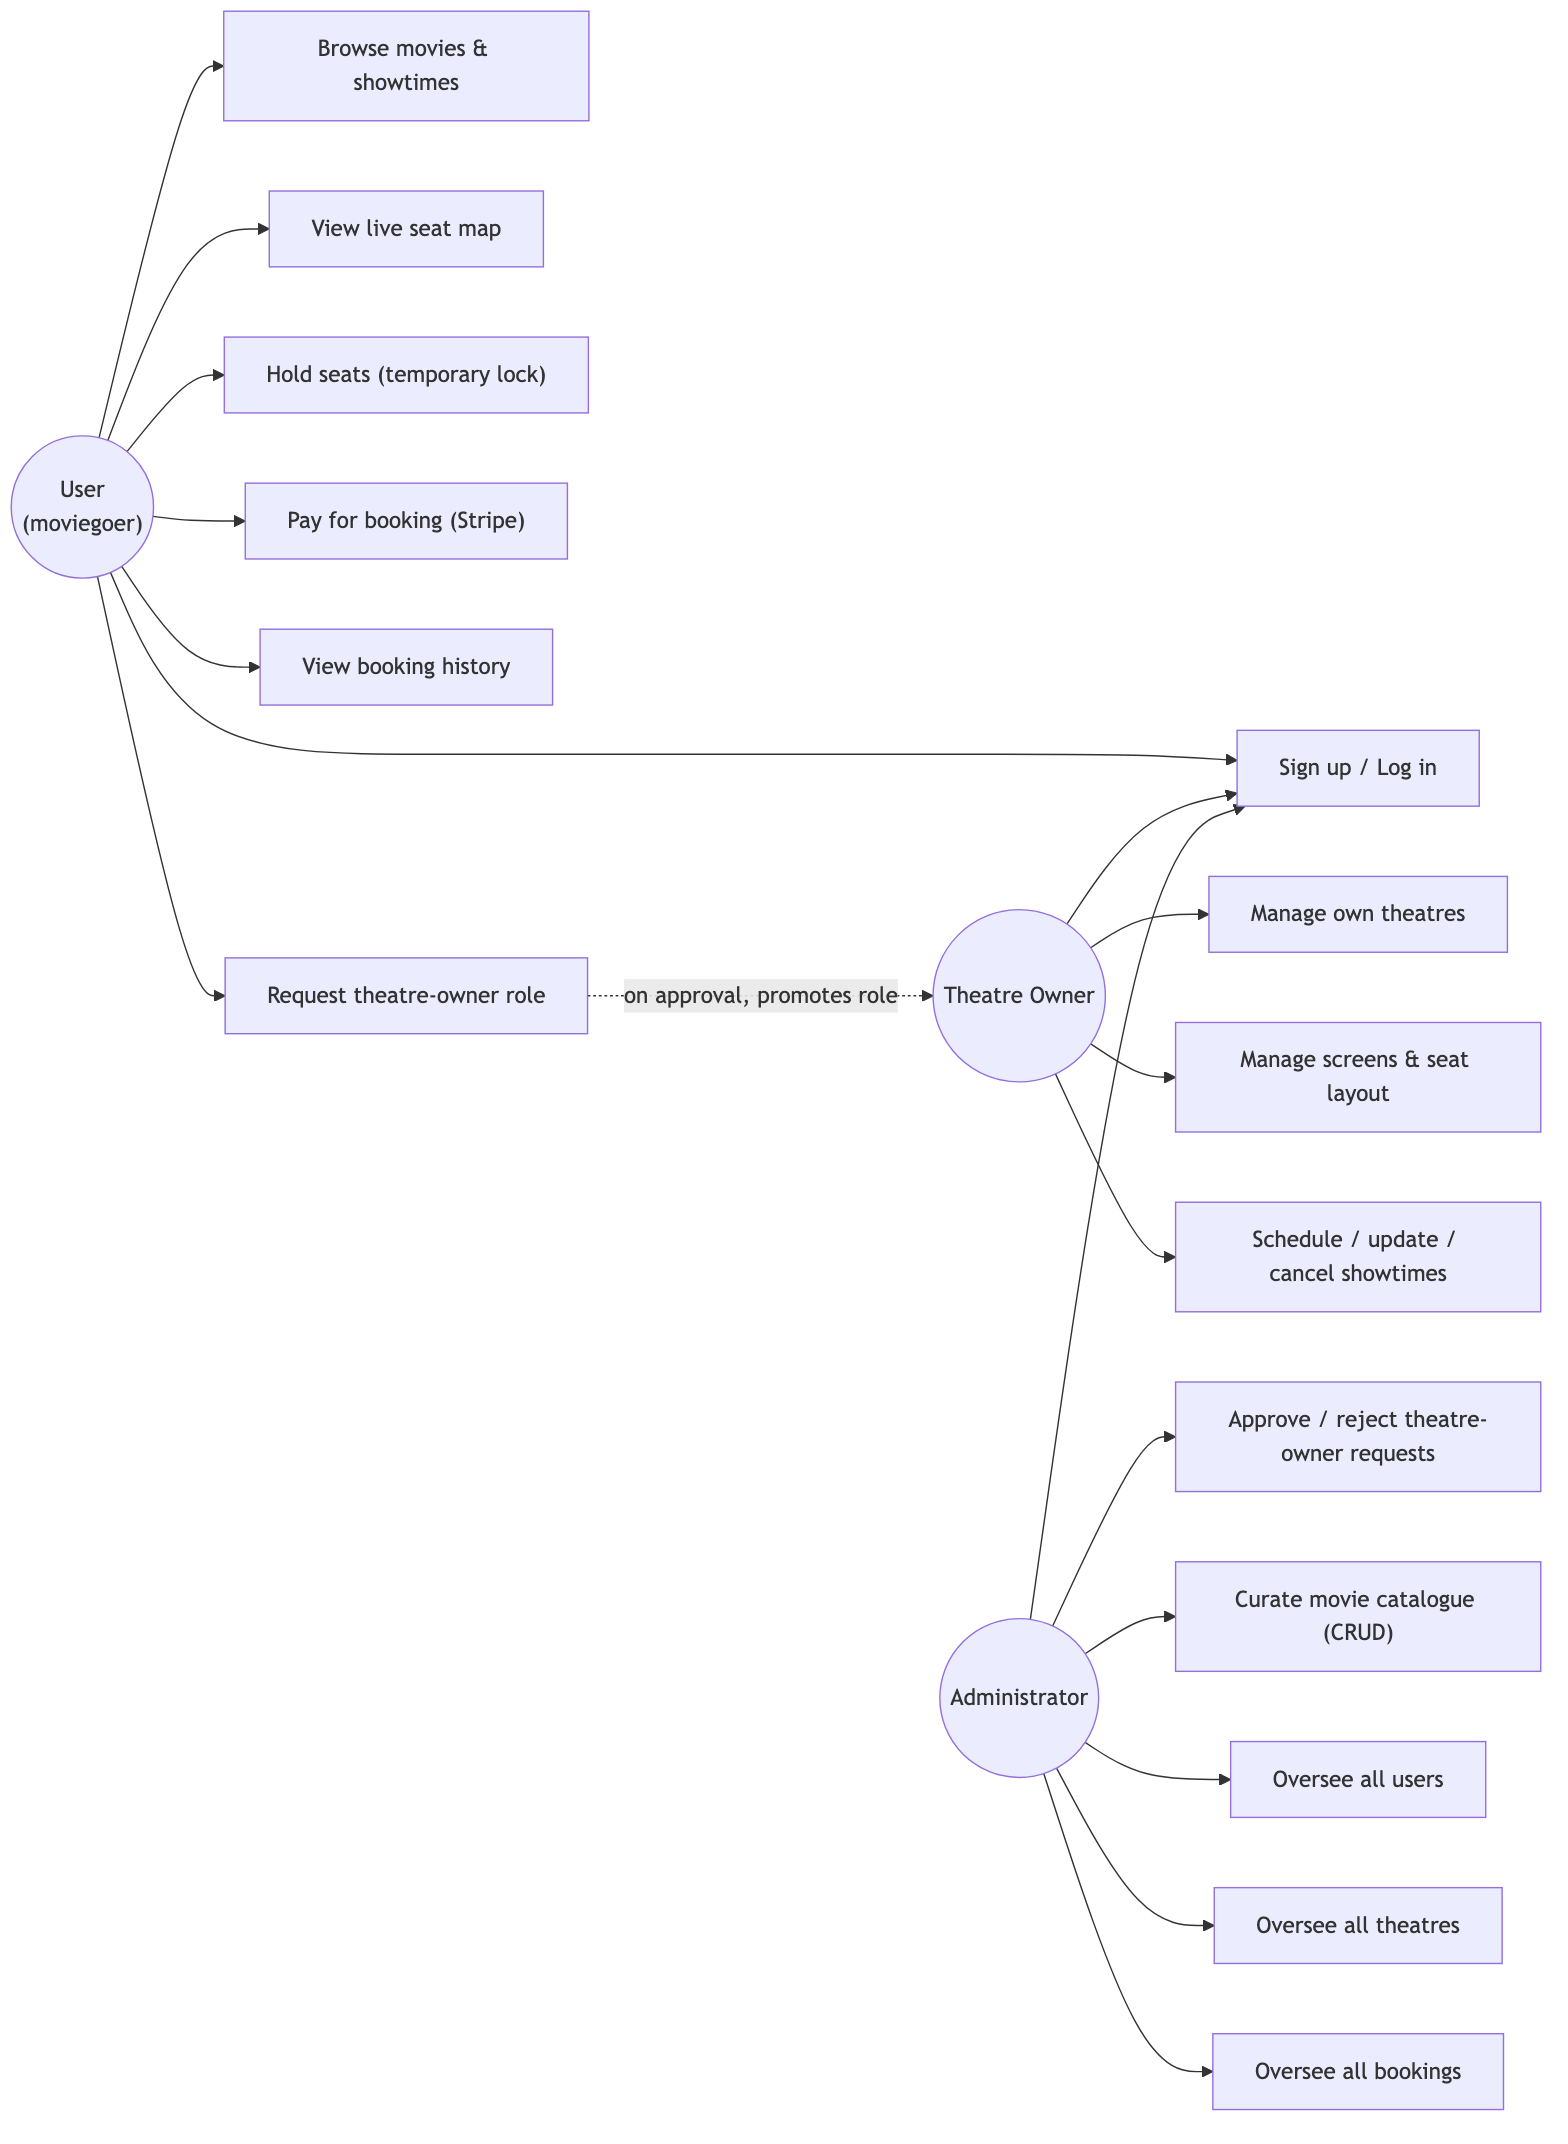 Browse movies &
showtimes
View live seat map
Hold seats (temporary lock)
User
(moviegoer)
Pay for booking (Stripe)
View booking history
Sign up / Log in
Manage own theatres
Request theatre-owner role
on approval, promotes role
Theatre Owner
Manage screens & seat
layout
Schedule / update /
cancel showtimes
Approve / reject theatre-
owner requests
Curate movie catalogue
(CRUD)
Administrator
Oversee all users
Oversee all theatres
Oversee all bookings